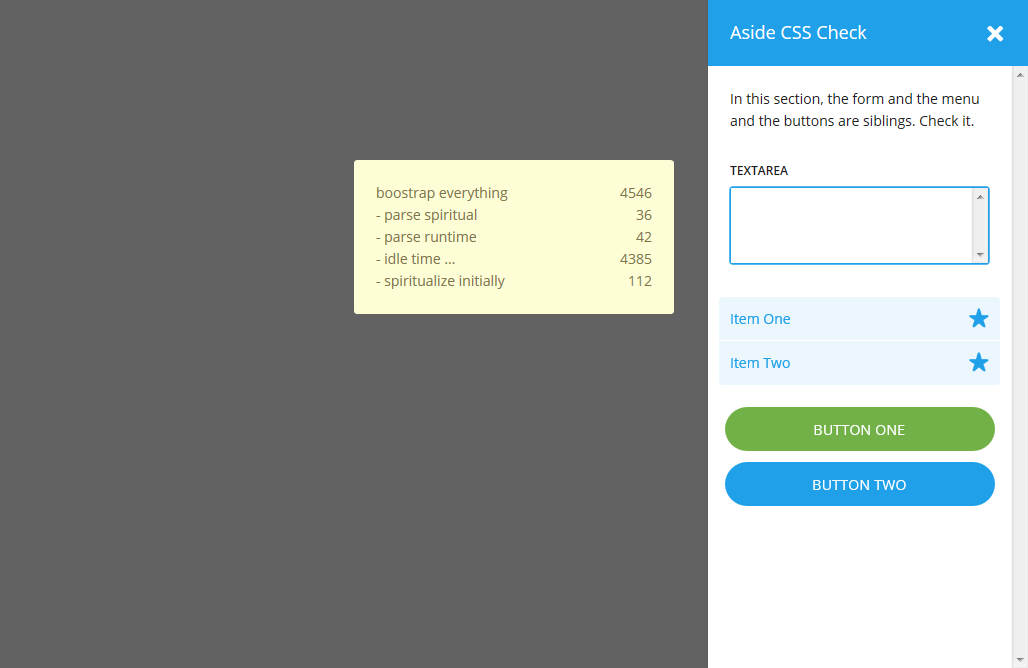 Aside CSS Check
In this section, the form and the menu
and the buttons are siblings. Check it.
TEXTAREA
boostrap everything 4546
- parse spiritual 36
- parse runtime 42
- idle time ... 4385
- spiritualize initially 112
Item One
Item Two
BUTTON ONE
BUTTON TWO